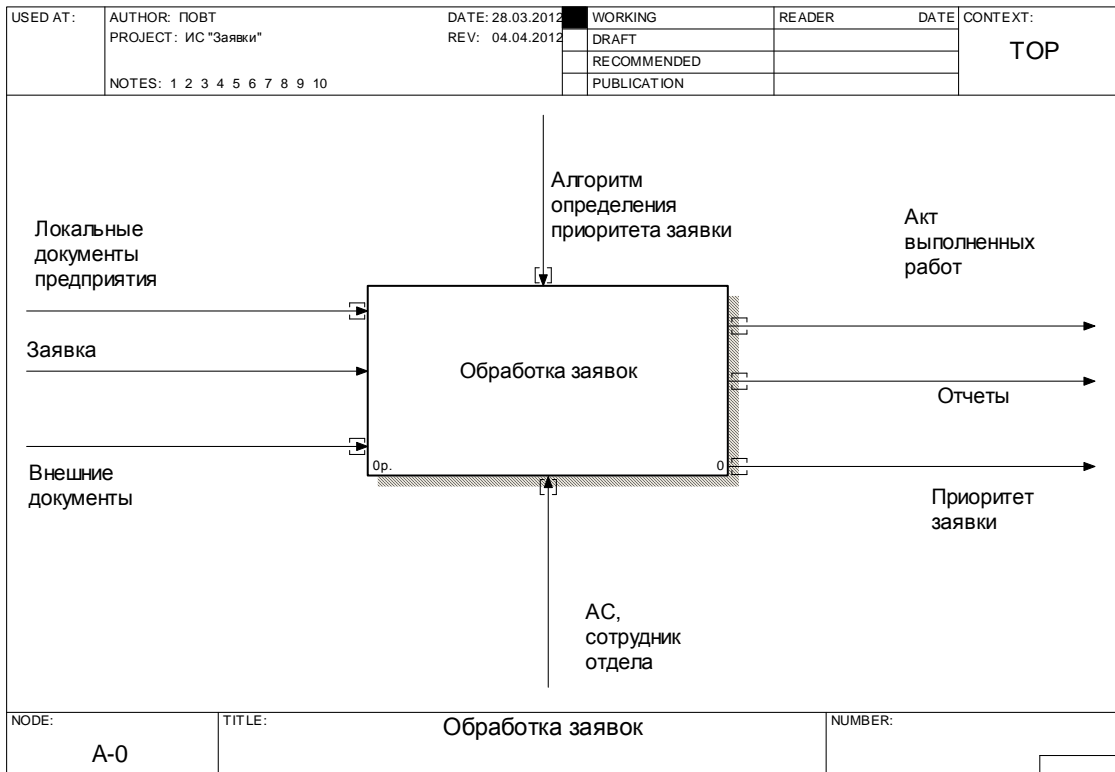 USED AT:
AUTHOR: ПОВТ
DATE: 28.03.2012
PROJECT: ИС "Заявки"
REV: 04.04.2012
NOTES: 1 2 3 4 5 6 7 8 9 10
WORKING
DRAFT
RECOMMENDED
PUBLICATION
READER
DATE
CONTEXT:
TOP
Алгоритм
определения
приоритета заявки
Локальные
документы
предприятия
Заявка
Внешние
документы
Обработка заявок
0р.
0
Акт
выполненных
работ
Отчеты
Приоритет
заявки
АС,
сотрудник
отдела
NODE:
A-0
TITLE:
Обработка заявок
NUMBER: